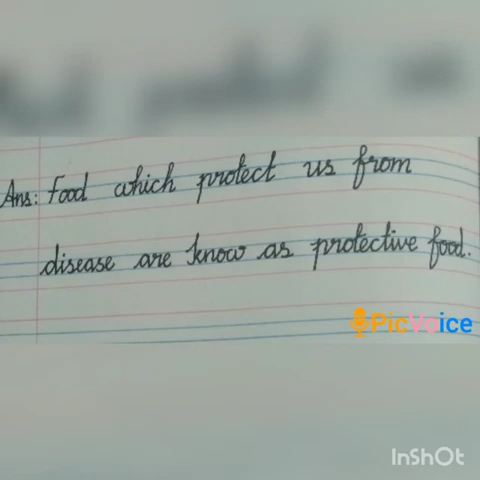 Ans: Food which protect us from
disease are know as protective food.
PicVoice
InShOt